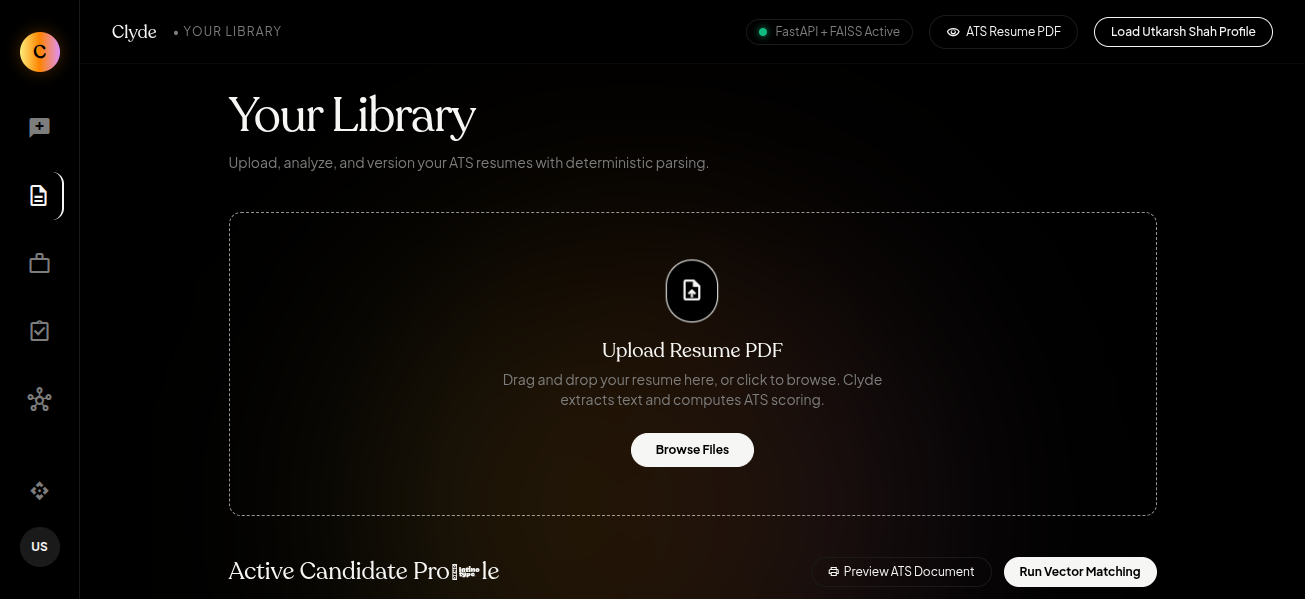 C
Clyde
• YOUR LIBRARY
FastAPI + FAISS Active
ATS Resume PDF
Load Utkarsh Shah Profile
Your Library
Upload, analyze, and version your ATS resumes with deterministic parsing.
Upload Resume PDF
Drag and drop your resume here, or click to browse. Clyde
extracts text and computes ATS scoring.
Browse Files
US
Active Candidate
Preview ATS Document
Run Vector Matching